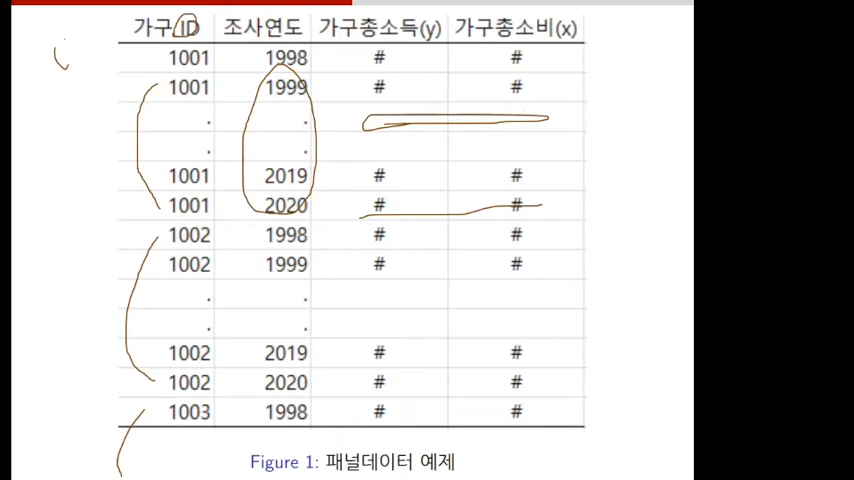 가구 ID 조사연도 가구총소득(y) 가구총소비(x)
1001 1998 # #
1001 1999 # #
. .
. .
1001 2019 # #
1001 2020 # #
1002 1998 # #
1002 1999 # #
. .
. .
1002 2019 # #
1002 2020 # #
1003 1998 # #
Figure 1: 패널데이터 예제